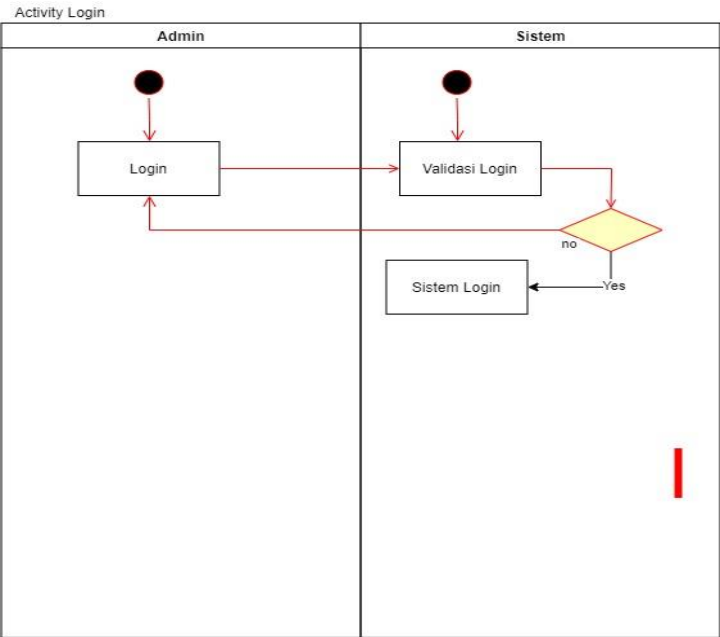 Activity Login
Admin
Sistem
Login
Validasi Login
no
Sistem Login
Yes